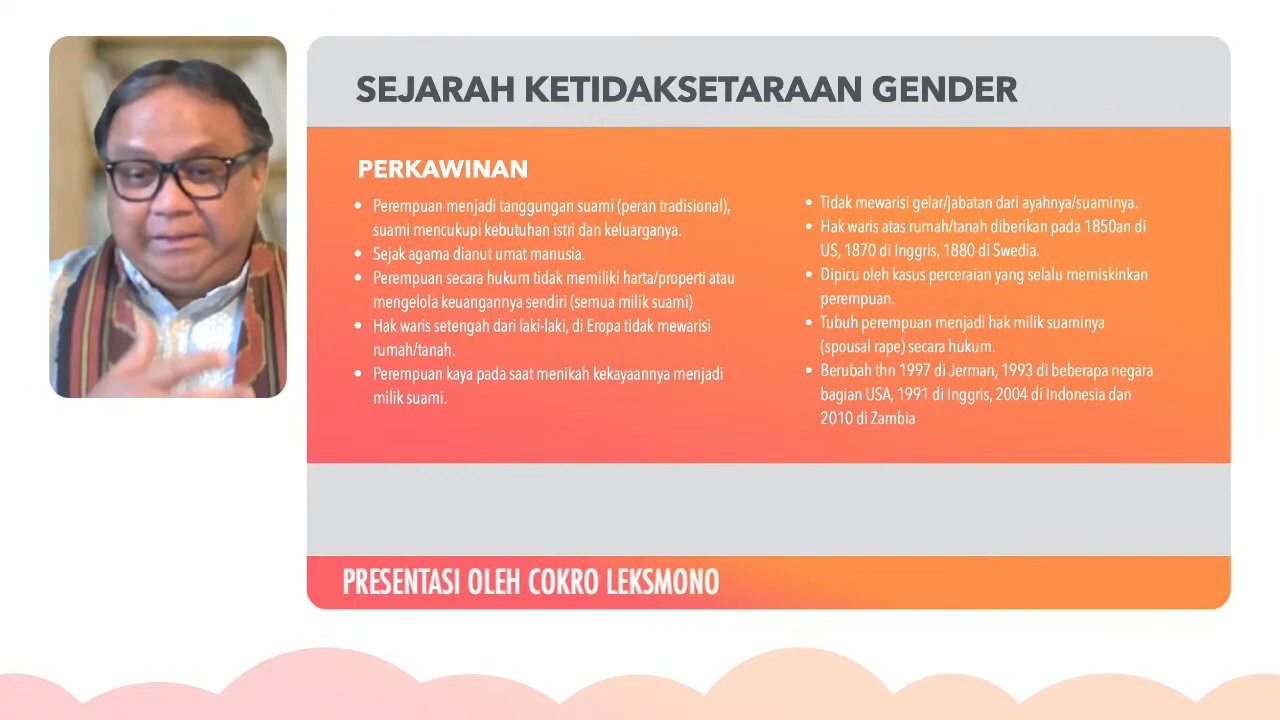 SEJARAH KETIDAKSETARAAN GENDER
PERKAWINAN
• Perempuan menjadi tanggungan suami (peran tradisional),
suami mencukupi kebutuhan istri dan keluarganya.
• Sejak agama dianut umat manusia.
• Perempuan secara hukum tidak memiliki harta/properti atau
mengelola keuangannya sendiri (semua milik suami)
• Hak waris setengah dari laki-laki, di Eropa tidak mewarisi
rumah/tanah.
• Perempuan kaya pada saat menikah kekayaannya menjadi
milik suami.
• Tidak mewarisi gelar/jabatan dari ayahnya/suaminya.
• Hak waris atas rumah/tanah diberikan pada 1850an di
US, 1870 di Inggris, 1880 di Swedia.
• Dipicu oleh kasus perceraian yang selalu memiskinkan
perempuan.
• Tubuh perempuan menjadi hak milik suaminya
(spousal rape) secara hukum.
• Berubah thn 1997 di Jerman, 1993 di beberapa negara
bagian USA, 1991 di Inggris, 2004 di Indonesia dan
2010 di Zambia
PRESENTASI OLEH COKRO LEKSMONO